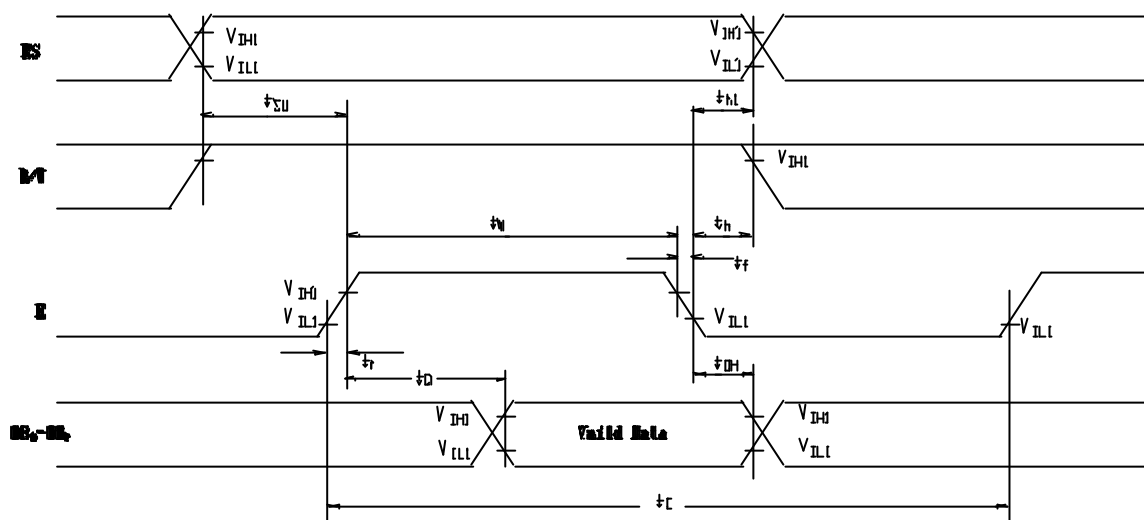 RS
V IH1
V IL1
V IH1
V IL1
t SU
t h1
R/W
V IH1
t W
t h
t f
E
V IH1
V IL1
V IL1
V IL1
t r
t D
t DH
DB0-DB7
V IH1
V IL1
Vaild Data
V IH1
V IL1
t C